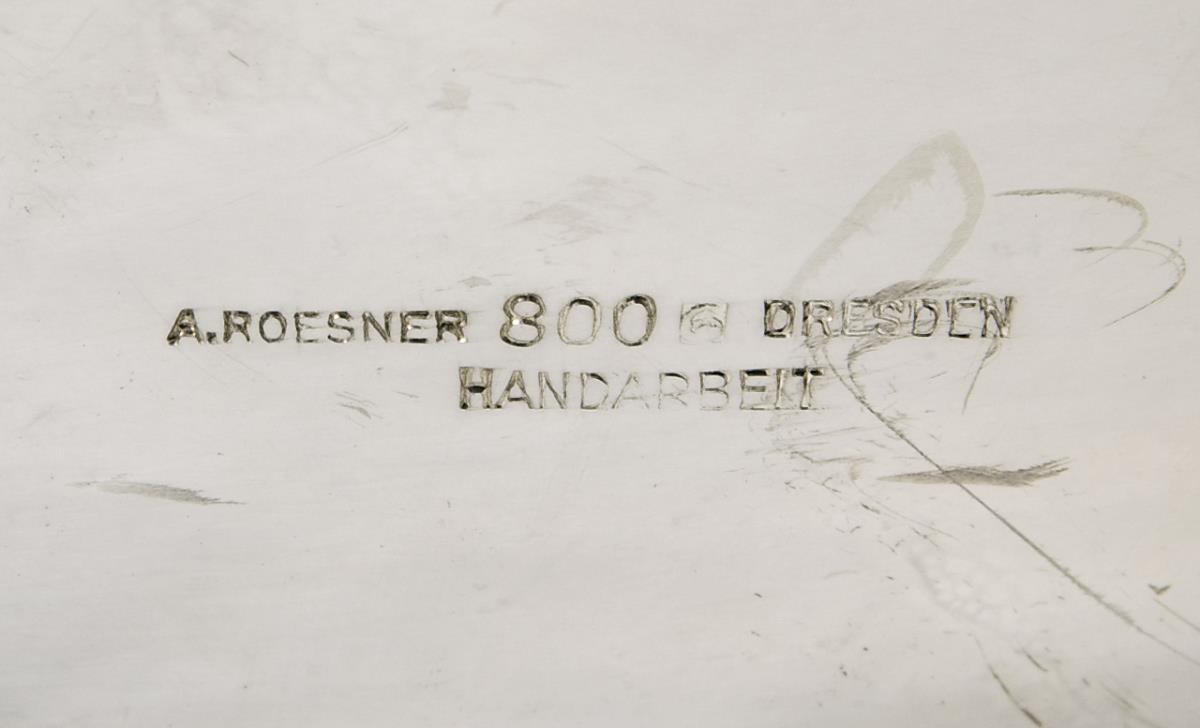 A.ROESNER 800 DRESDEN
HANDARBEIT